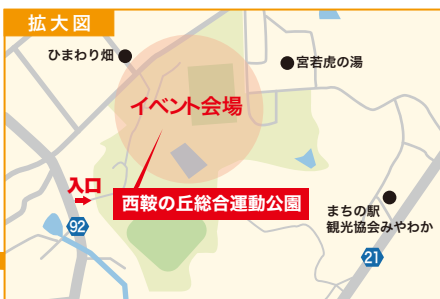 拡大図
ひまわり畑
宮若虎の湯
イベント会場
入口
西鞍の丘総合運動公園
92
まちの駅
観光協会みやわか
21